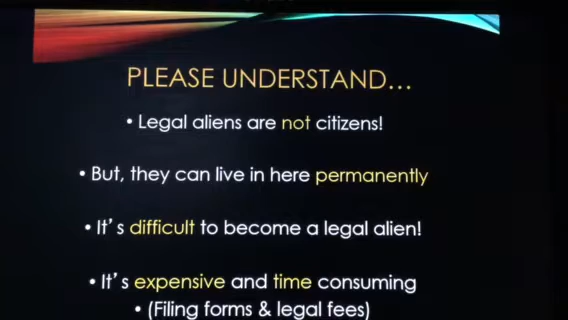 PLEASE UNDERSTAND...
• Legal aliens are not citizens!
• But, they can live in here permanently
• It's difficult to become a legal alien!
• It's expensive and time consuming
• (Filing forms & legal fees)